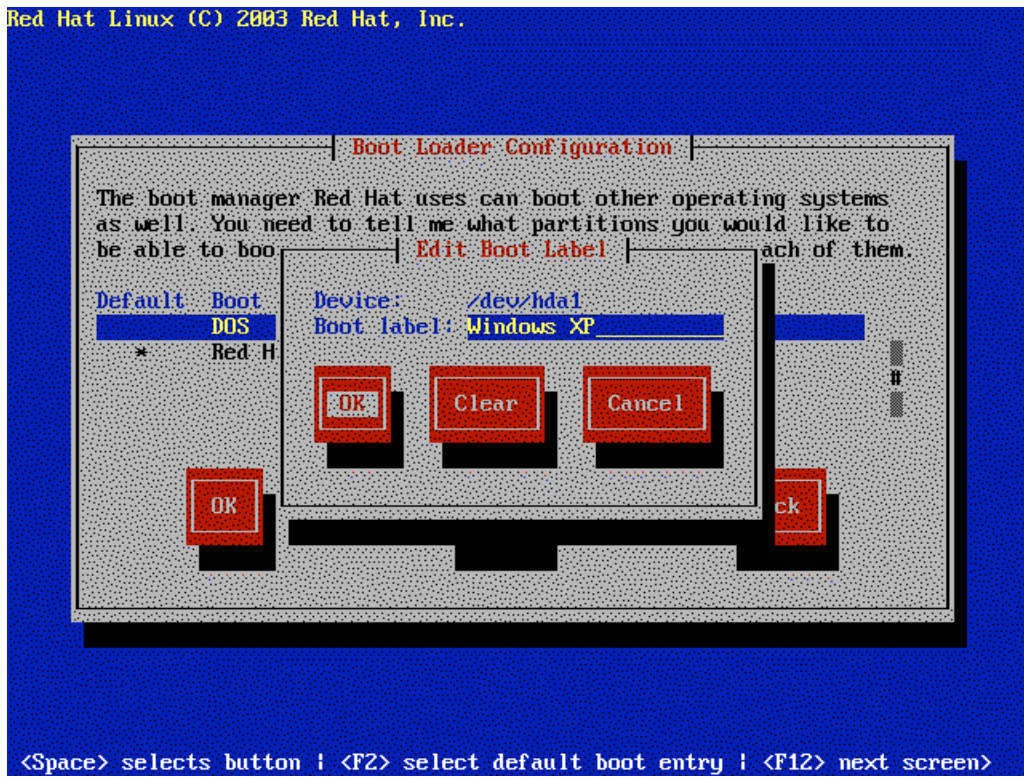 Red Hat Linux (C) 2003 Red Hat, Inc.
Boot Loader Configuration
The boot manager Red Hat uses can boot other operating systems
as well. You need to tell me what partitions you would like to
be able to boo ach of them.
Edit Boot Label
Default Boot
DOS
* Red H
#
Device: /dev/hda1
Boot label: Windows XP
OK Clear Cancel
OK ck
<Space> selects button | <F2> select default boot entry | <F12> next screen>